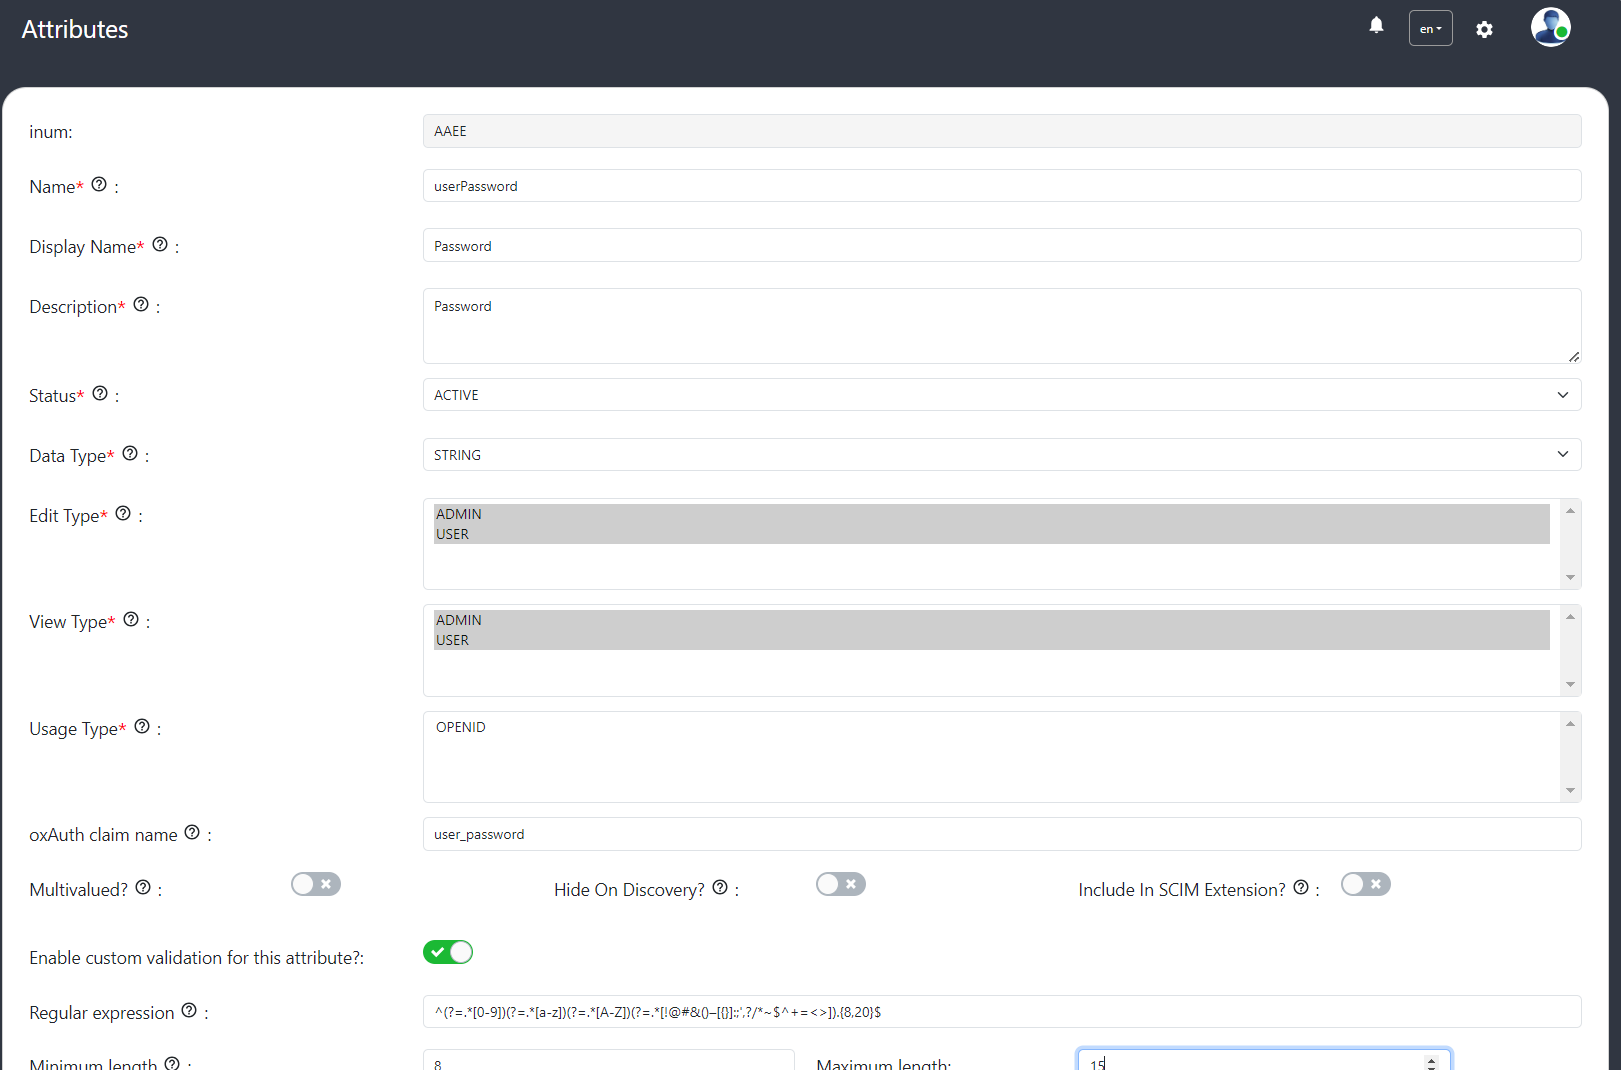 Attributes
en
inum:
AAEE
Name* :
userPassword
Display Name* :
Password
Description* :
Password
Status* :
ACTIVE
Data Type* :
STRING
Edit Type* :
ADMIN
USER
View Type* :
ADMIN
USER
Usage Type* :
OPENID
oxAuth claim name :
user_password
Multivalued? :
Hide On Discovery? :
Include In SCIM Extension? :
Enable custom validation for this attribute?:
Regular expression :
^(?=.*[0-9])(?=.*[a-z])(?=.*[A-Z])(?=.*[!@#&()–[{}]:;',?/*~$^+=<>]).{8,20}$
Minimum length :
8
Maximum length:
15